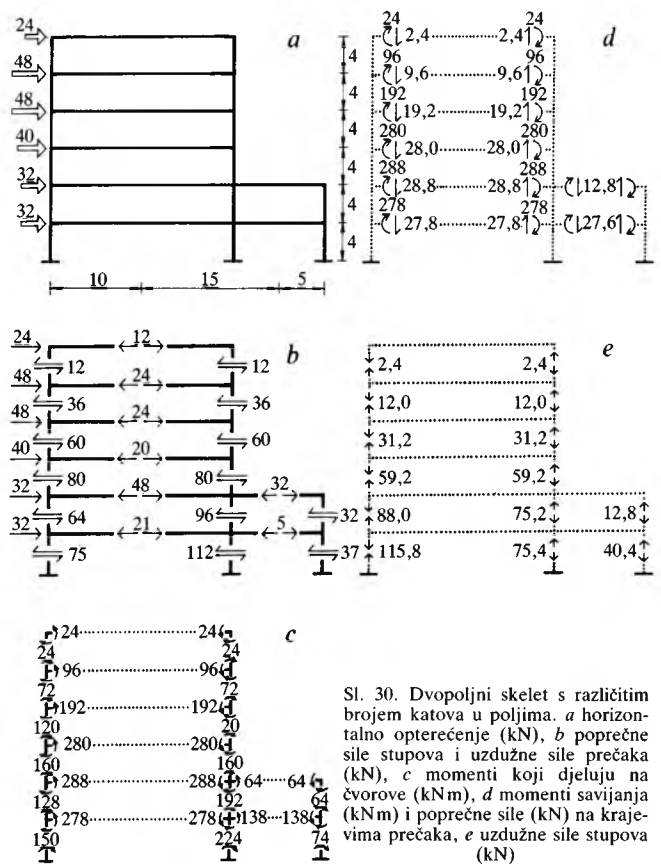 a
24
48
48
40
32
32
4
4
4
4
4
4
10 15 5
d
24 24
2,4 2,4
96 96
9,6 9,6
192 192
19,2 19,2
280 280
28,0 28,0
288 288
28,8 28,8 12,8
278 278
27,8 27,8 27,6
b
24 12
12 12
48 24
36 36
48 24
60 60
40 20
80 80
32 48 32
64 96 32
32 21 5
75 112 37
e
2,4 2,4
12,0 12,0
31,2 31,2
59,2 59,2
88,0 75,2 12,8
115,8 75,4 40,4
c
24 24
24 24
96 96
72 72
192 192
120 20
280 280
160 160
288 288 64 64
128 192 64
278 278 138 138
150 224 74
Sl. 30. Dvopoljni skelet s različitim
brojem katova u poljima. a horizon-
talno opterećenje (kN), b poprečne
sile stupova i uzdužne sile prečaka
(kN), c momenti koji djeluju na
čvorove (kNm), d momenti savijanja
(kNm) i poprečne sile (kN) na kraje-
vima prečaka, e uzdužne sile stupova
(kN)